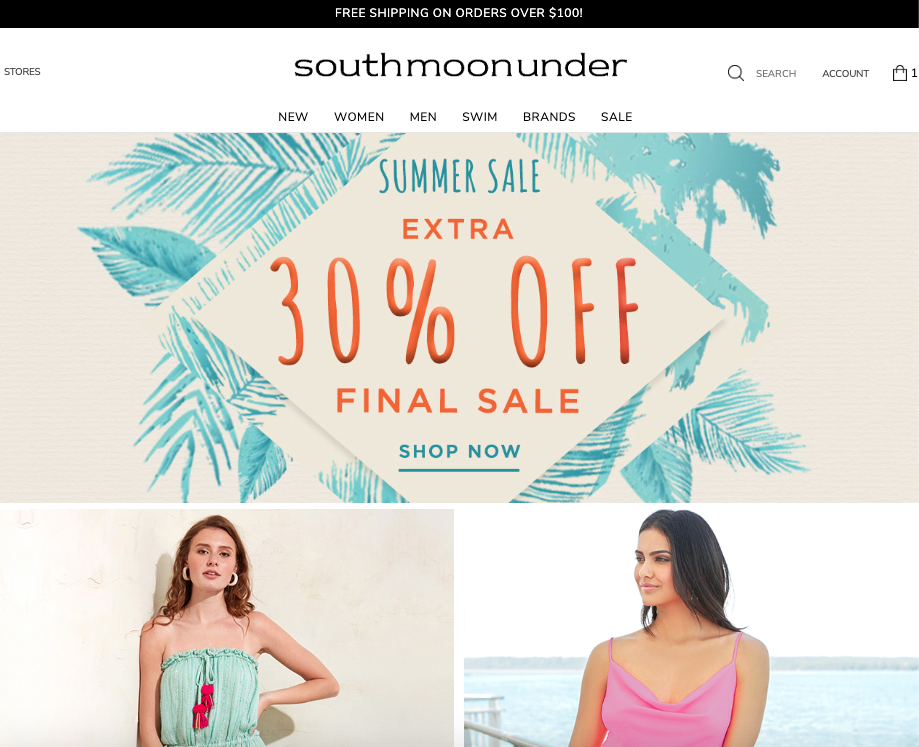 FREE SHIPPING ON ORDERS OVER $100!
STORES
southmoonunder
SEARCH
ACCOUNT
1
NEW WOMEN MEN SWIM BRANDS SALE
SUMMER SALE
EXTRA
30% OFF
FINAL SALE
SHOP NOW